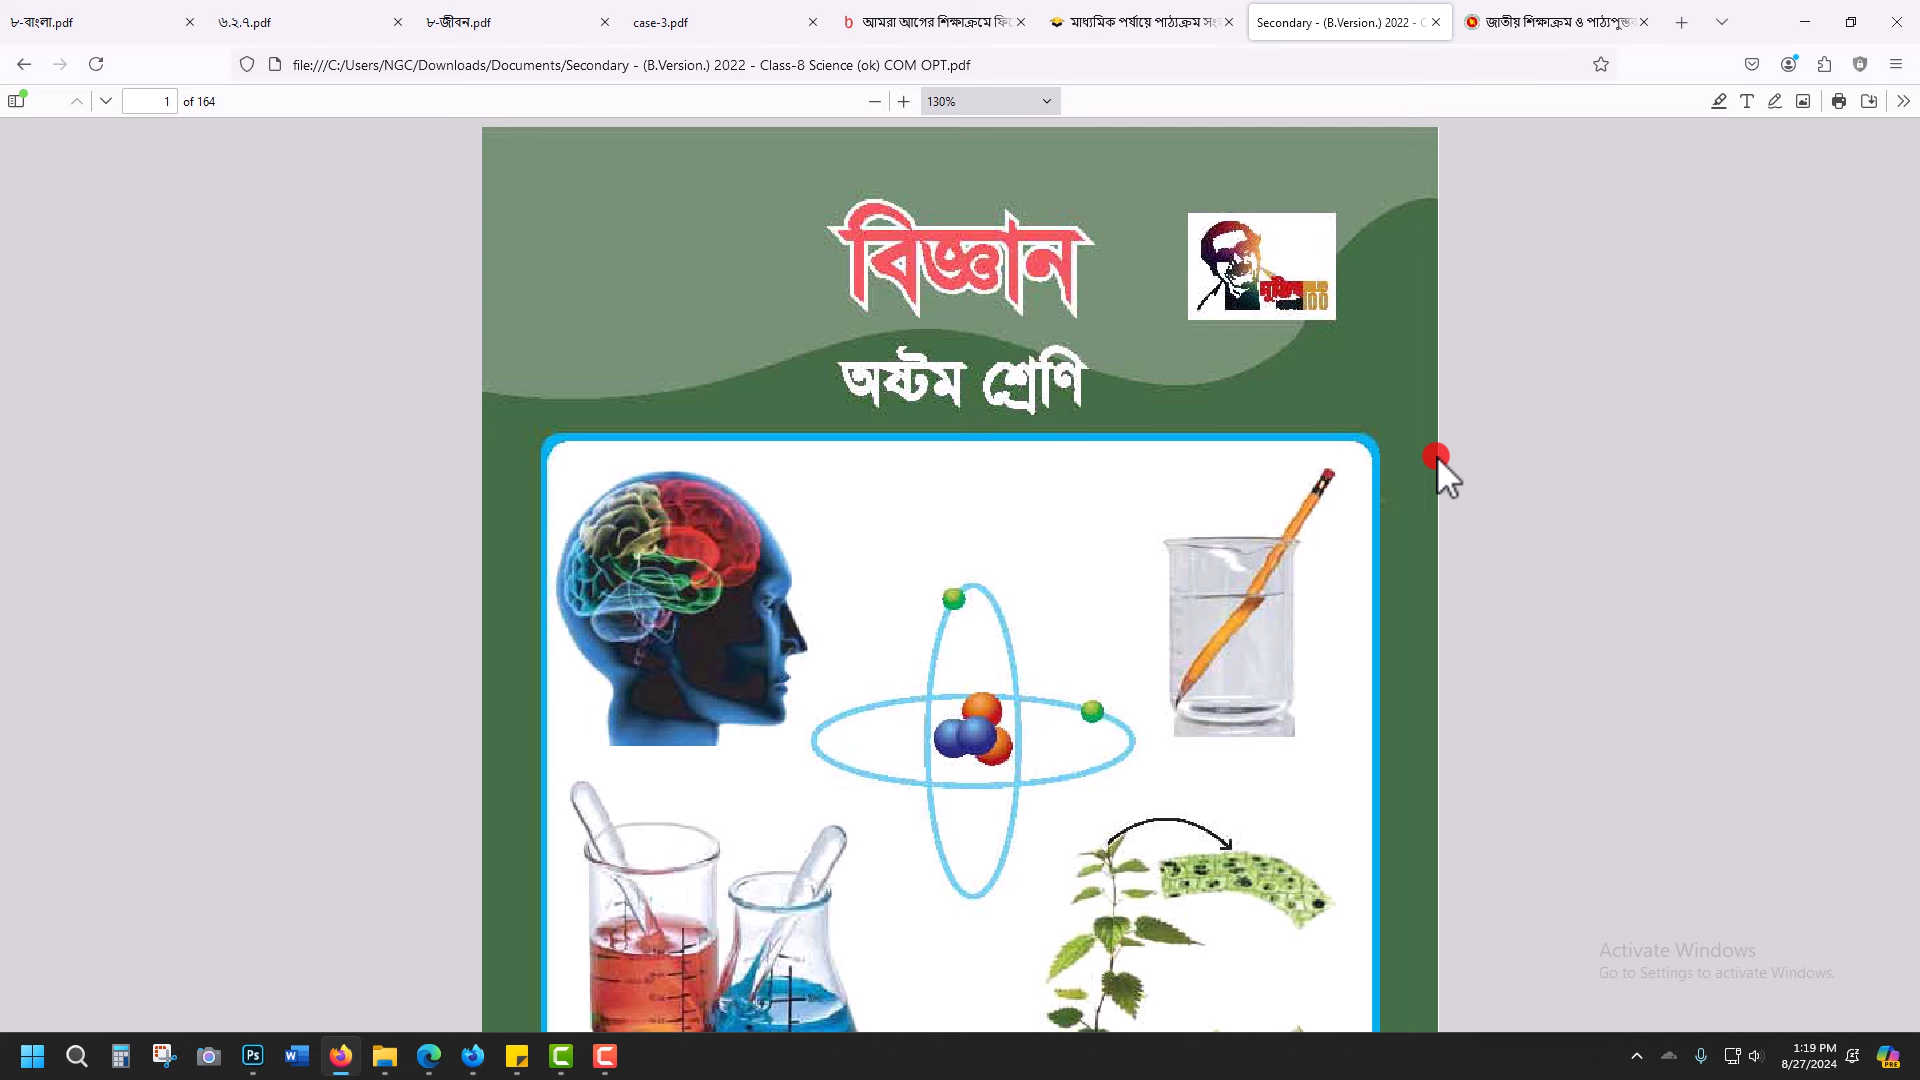 ৮-বাংলা.pdf
৬.২.৭.pdf
৮-জীবন.pdf
case-3.pdf
আমরা আগের শিক্ষাক্রমে ফি
মাধ্যমিক পর্যায়ে পাঠ্যক্রম সং
Secondary - (B.Version.) 2022 - C
জাতীয় শিক্ষাক্রম ও পাঠ্যপুস্তক
file:///C:/Users/NGC/Downloads/Documents/Secondary - (B.Version.) 2022 - Class-8 Science (ok) COM OPT.pdf
1 of 164
130%
বিজ্ঞান
100
অষ্টম শ্রেণি
Activate Windows
Go to Settings to activate Windows.
1:19 PM
8/27/2024